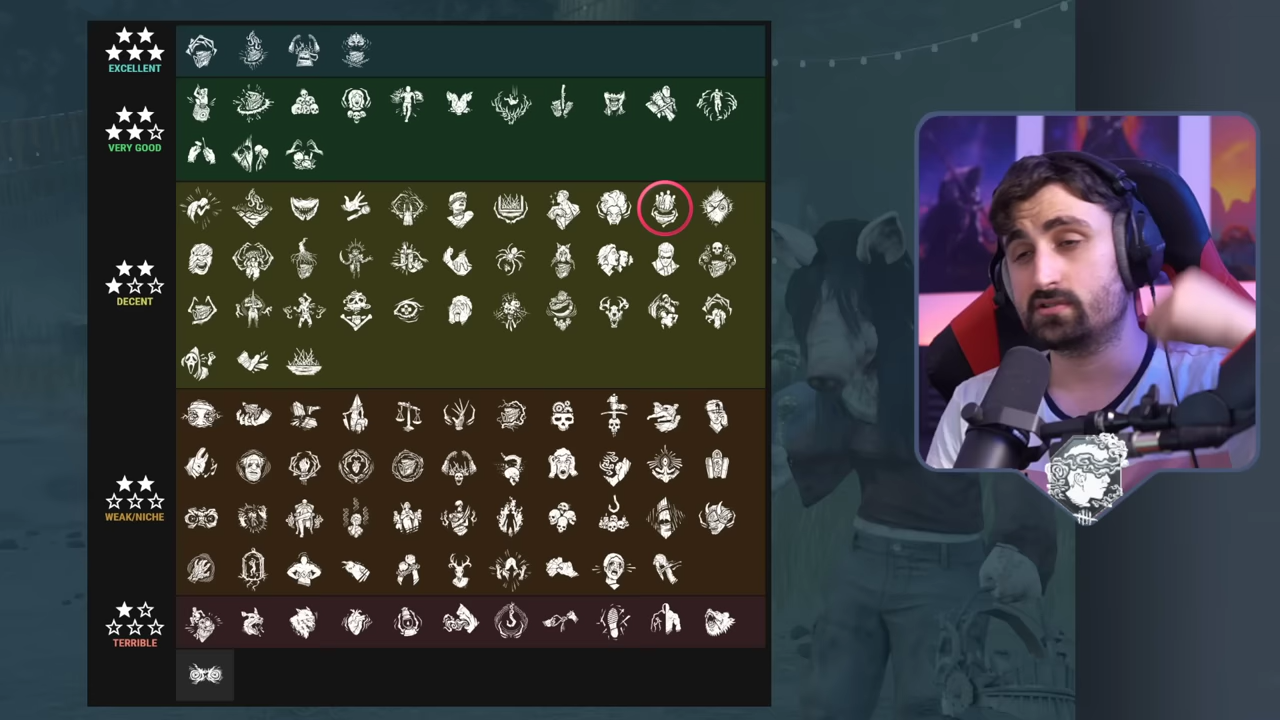 EXCELLENT
VERY GOOD
DECENT
WEAK/NICHE
TERRIBLE